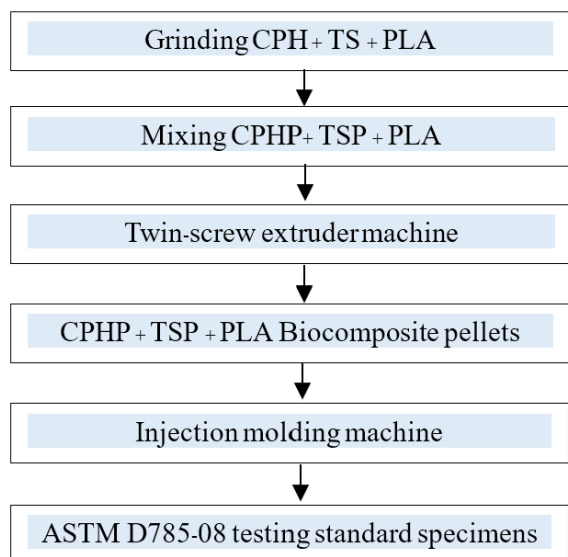 Grinding CPH + TS + PLA
Mixing CPHP+ TSP + PLA
Twin-screw extruder machine
CPHP + TSP + PLA Biocomposite pellets
Injection molding machine
ASTM D785-08 testing standard specimens